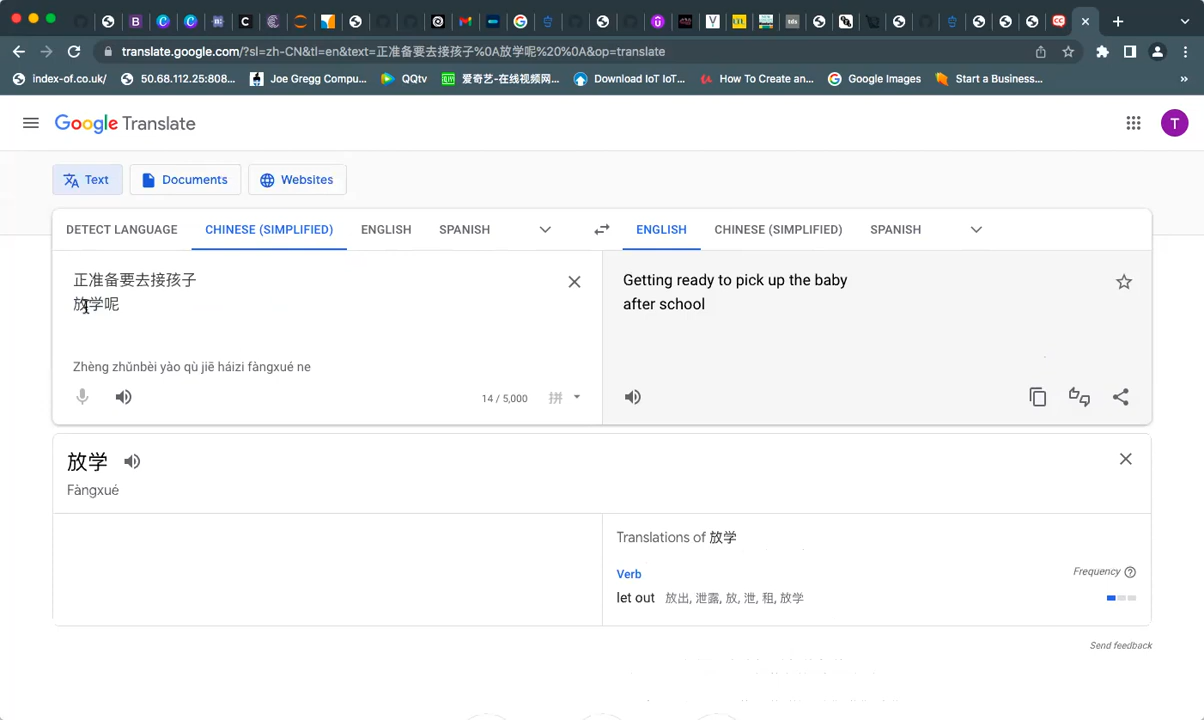 translate.google.com/?sl=zh-CN&tl=en&text=正准备要去接孩子%0A放学呢%20%0A&op=translate
index-of.co.uk/ 50.68.112.25:808... Joe Gregg Compu... QQtv 爱奇艺-在线视频网... Download IoT IoT... How To Create an... Google Images Start a Business... »
Google Translate
T
Text Documents Websites
DETECT LANGUAGE CHINESE (SIMPLIFIED) ENGLISH SPANISH
ENGLISH CHINESE (SIMPLIFIED) SPANISH
正准备要去接孩子
放学呢
Zhèng zhǔnbèi yào qù jiē háizi fàngxué ne
14 / 5,000 拼
Getting ready to pick up the baby
after school
放学
Fàngxué
Translations of 放学
Verb
Frequency
let out 放出, 泄露, 放, 泄, 租, 放学
Send feedback